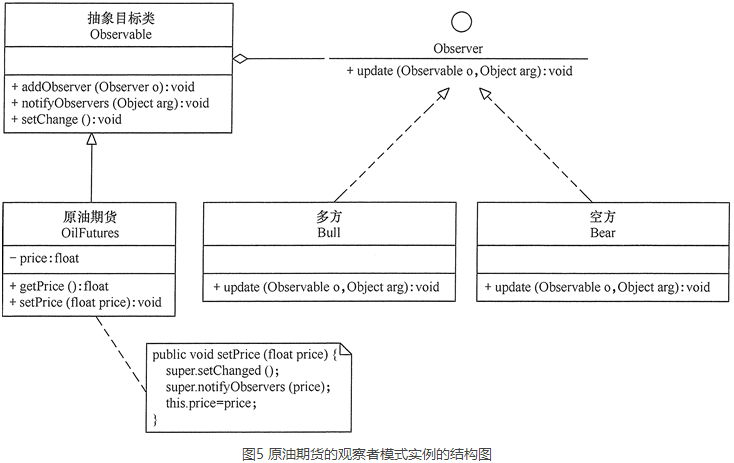 抽象目标类
Observable
+ addObserver (Observer o):void
+ notifyObservers (Object arg):void
+ setChange ():void
Observer
+ update (Observable o,Object arg):void
原油期货
OilFutures
− price:float
+ getPrice ():float
+ setPrice (float price):void
多方
Bull
+ update (Observable o,Object arg):void
空方
Bear
+ update (Observable o,Object arg):void
public void setPrice (float price) {
super.setChanged ();
super.notifyObservers (price);
this.price=price;
}
图5 原油期货的观察者模式实例的结构图